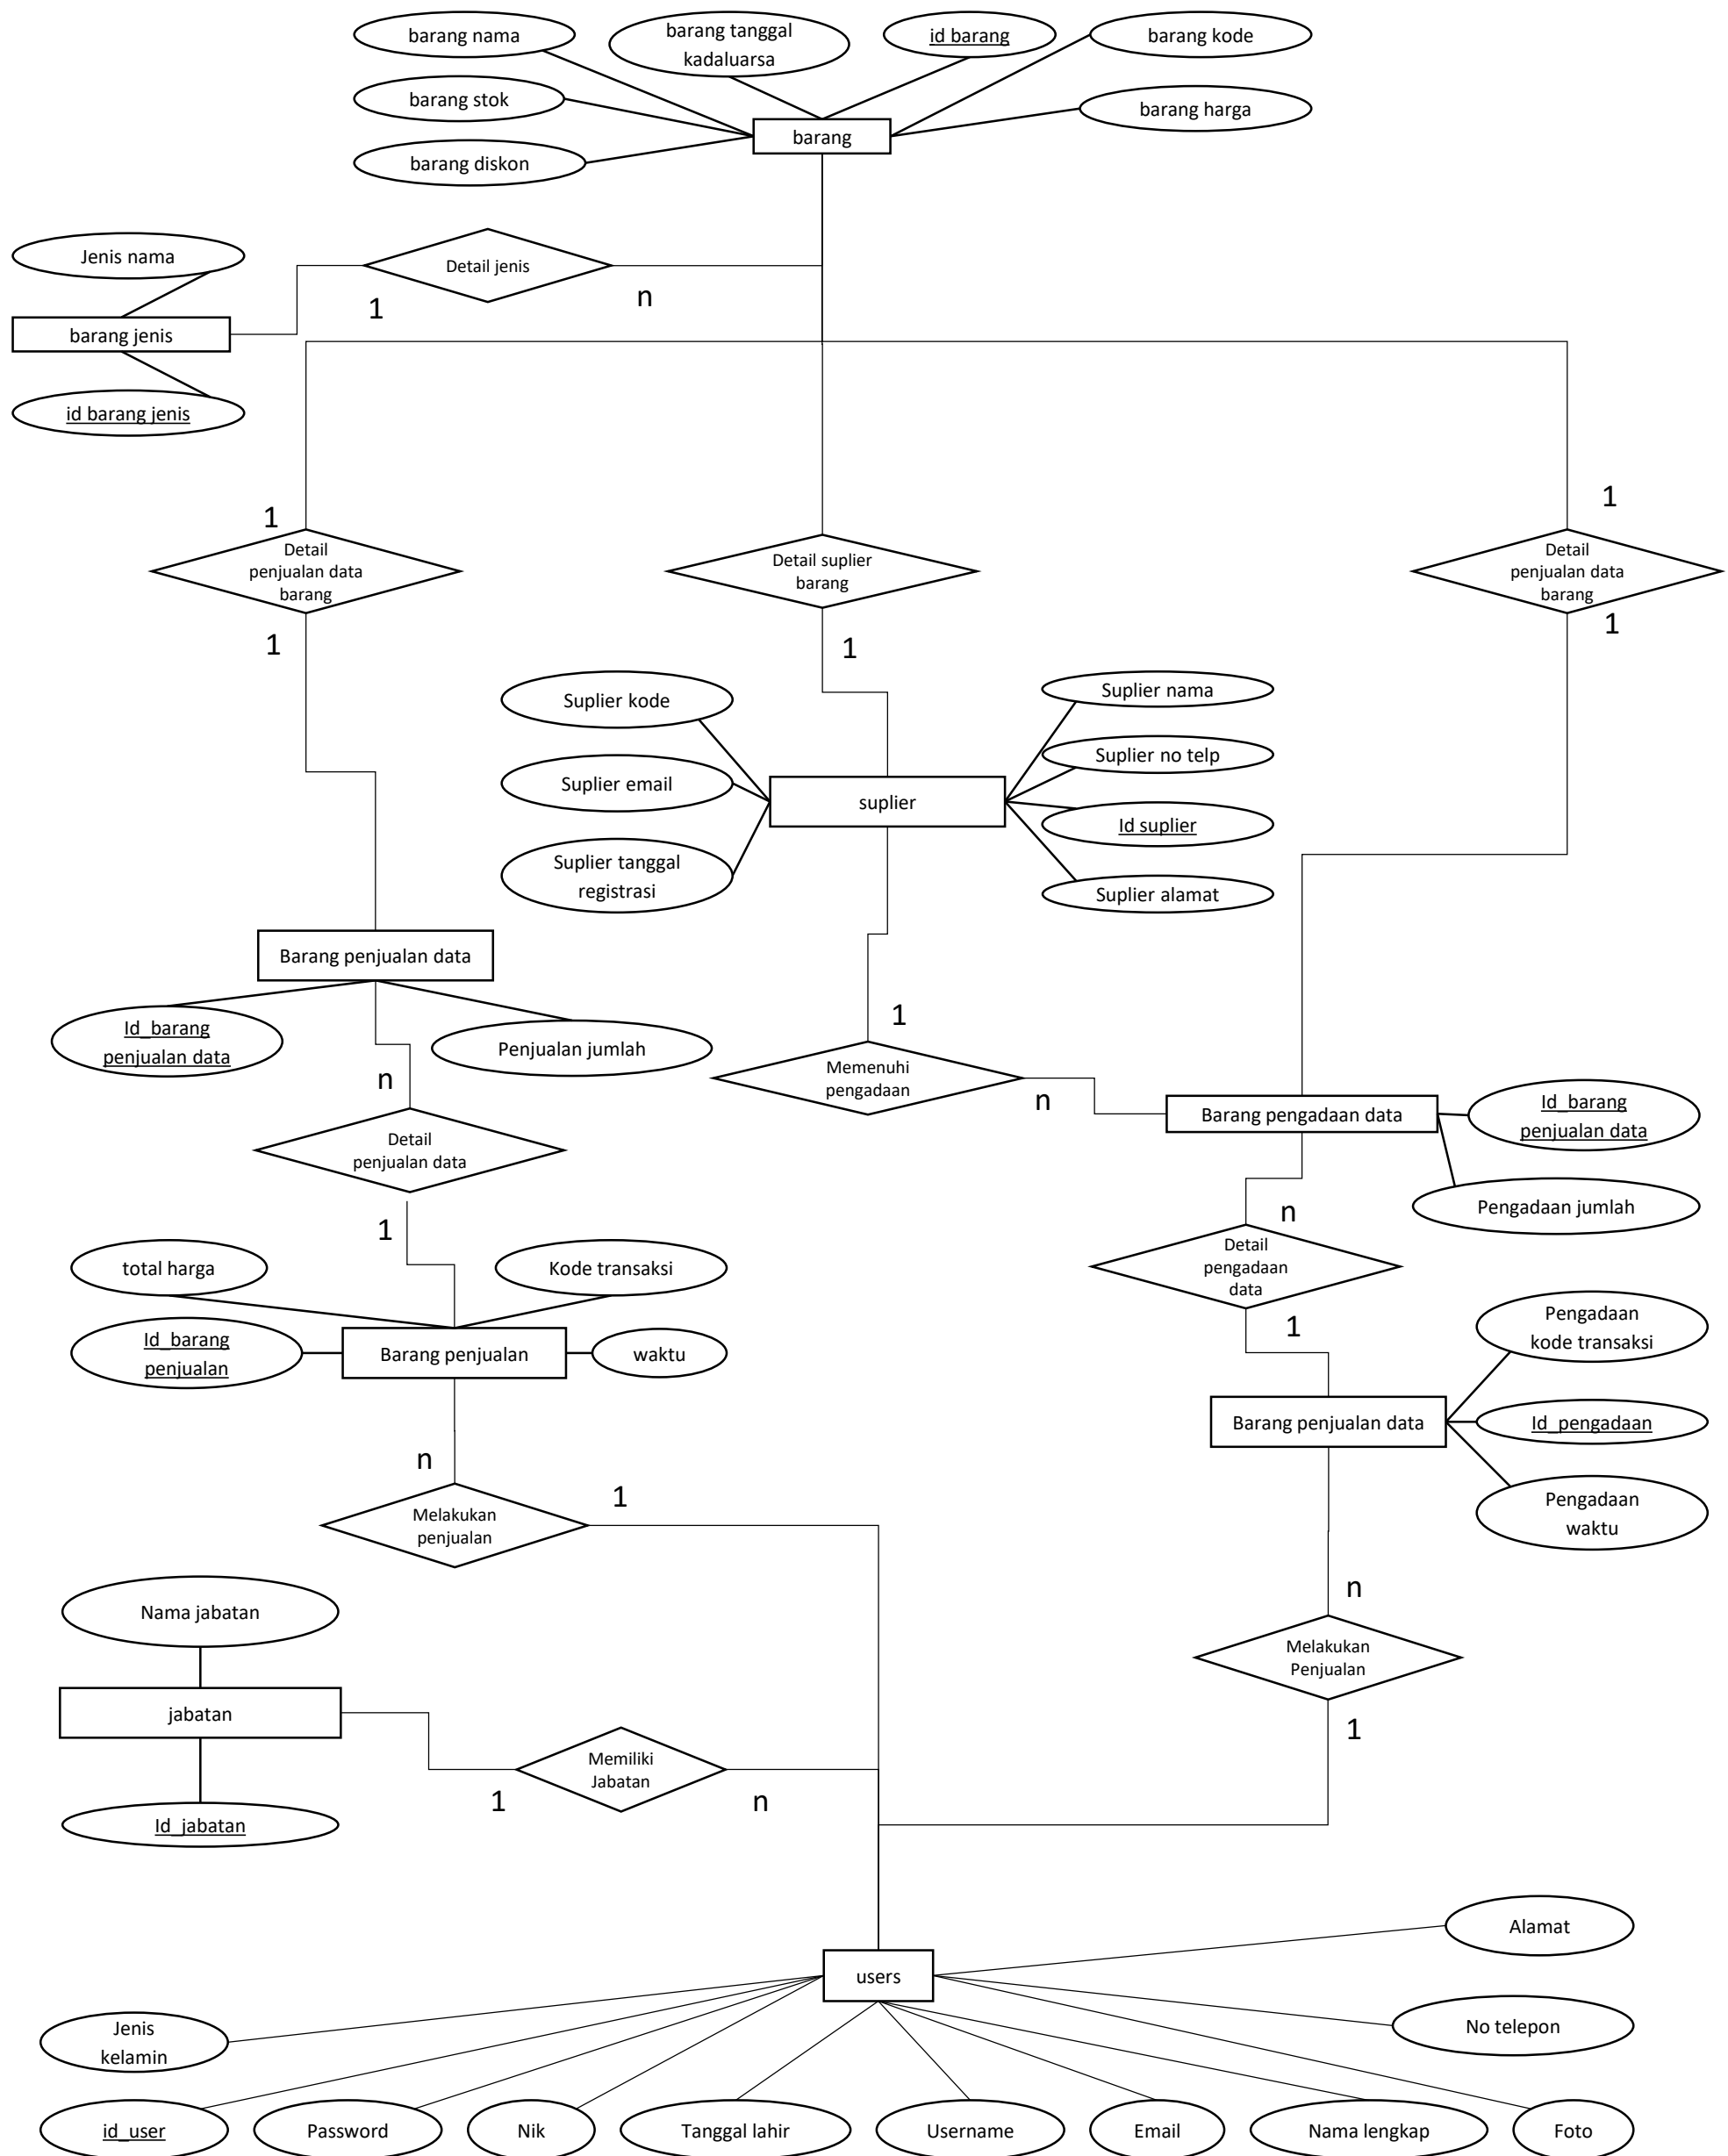 barang nama
barang tanggal
kadaluarsa
id barang
barang kode
barang stok
barang harga
barang
barang diskon
Jenis nama
Detail jenis
1
n
barang jenis
id barang jenis
1
1
Detail
penjualan data
barang
Detail suplier
barang
Detail
penjualan data
barang
1
1
1
Suplier kode
Suplier nama
Suplier no telp
Suplier email
suplier
Id suplier
Suplier tanggal
registrasi
Suplier alamat
Barang penjualan data
1
Id_barang
penjualan data
Penjualan jumlah
Memenuhi
pengadaan
n
n
Barang pengadaan data
Id_barang
penjualan data
Detail
penjualan data
Pengadaan jumlah
n
1
Detail
pengadaan
data
total harga
Kode transaksi
1
Pengadaan
kode transaksi
Id_barang
penjualan
Barang penjualan
waktu
Barang penjualan data
Id_pengadaan
n
1
Pengadaan
waktu
Melakukan
penjualan
n
Nama jabatan
Melakukan
Penjualan
jabatan
1
Memiliki
Jabatan
1
n
Id_jabatan
Alamat
users
Jenis
kelamin
No telepon
id_user
Password
Nik
Tanggal lahir
Username
Email
Nama lengkap
Foto